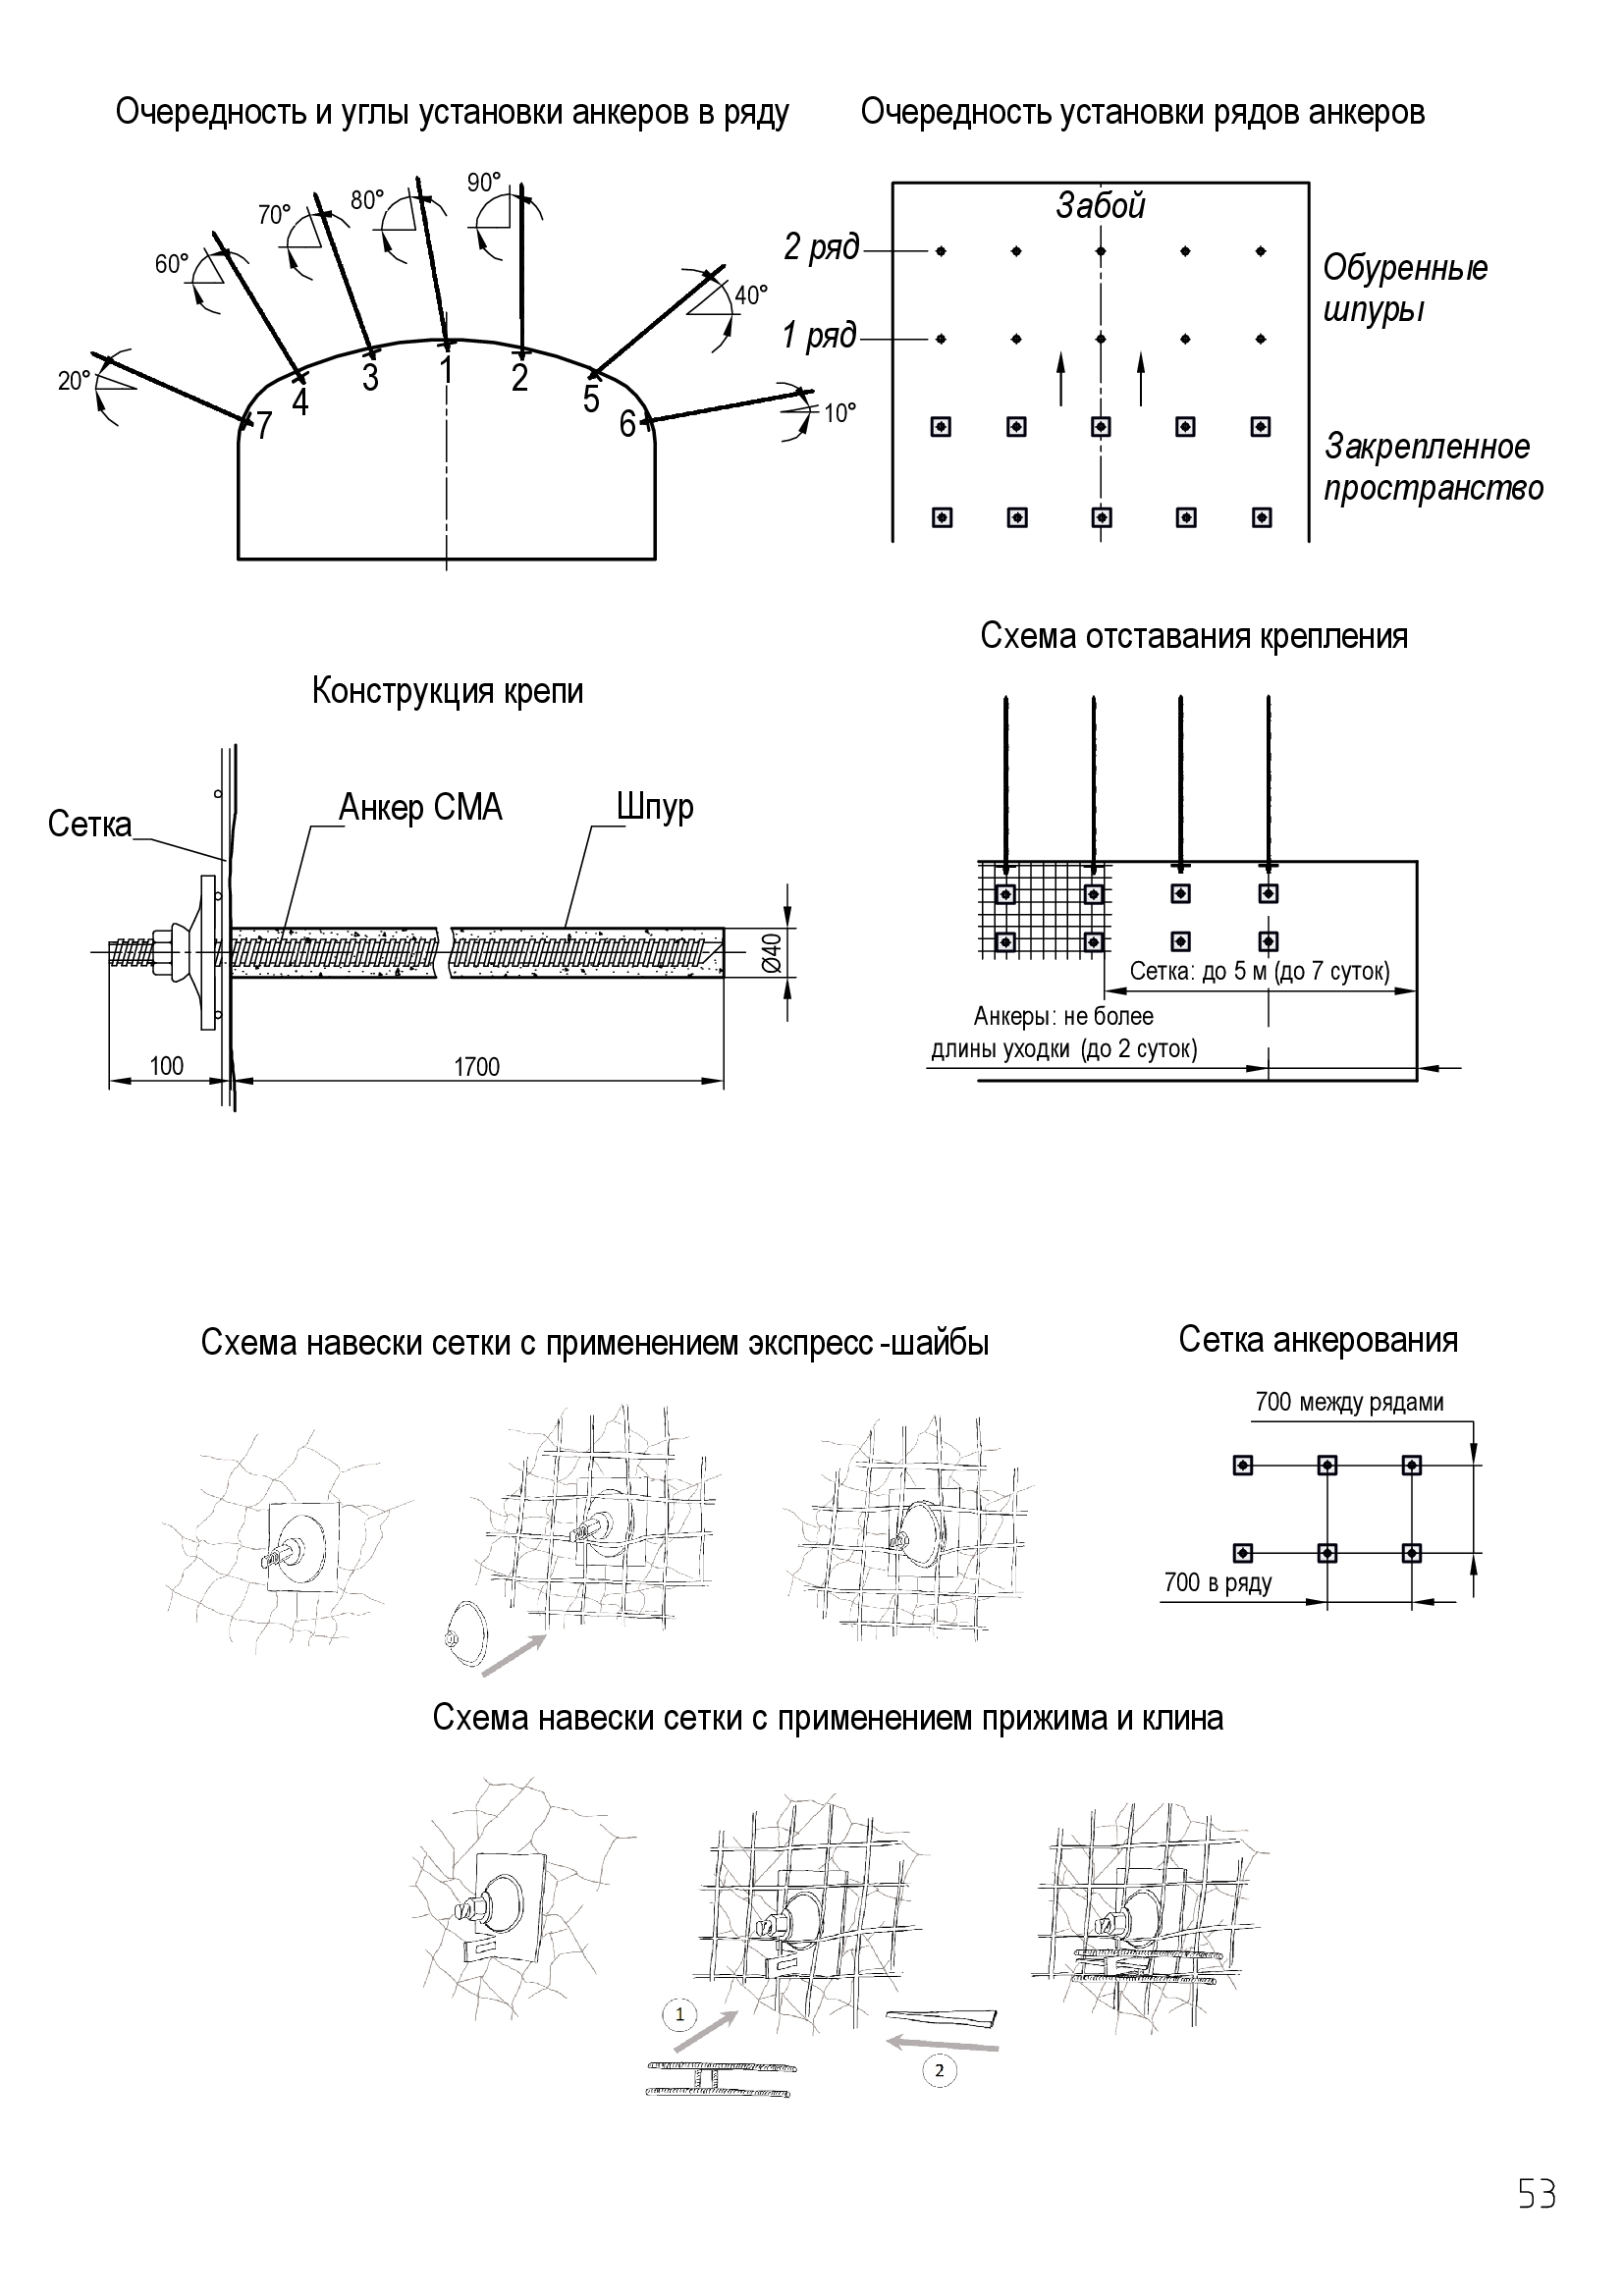 Очередность и углы установки анкеров в ряду
90°
80°
70°
60°
40°
20°
10°
3
1
2
4
5
7
6
Очередность установки рядов анкеров
Забой
2 ряд
1 ряд
Обуренные
шпуры
Закрепленное
пространство
Конструкция крепи
Сетка
Анкер СМА
Шпур
Ø40
100
1700
Схема отставания крепления
Сетка: до 5 м (до 7 суток)
Анкеры: не более
длины уходки (до 2 суток)
Схема навески сетки с применением экспресс-шайбы
Сетка анкерования
700 между рядами
700 в ряду
Схема навески сетки с применением прижима и клина
1
2
53